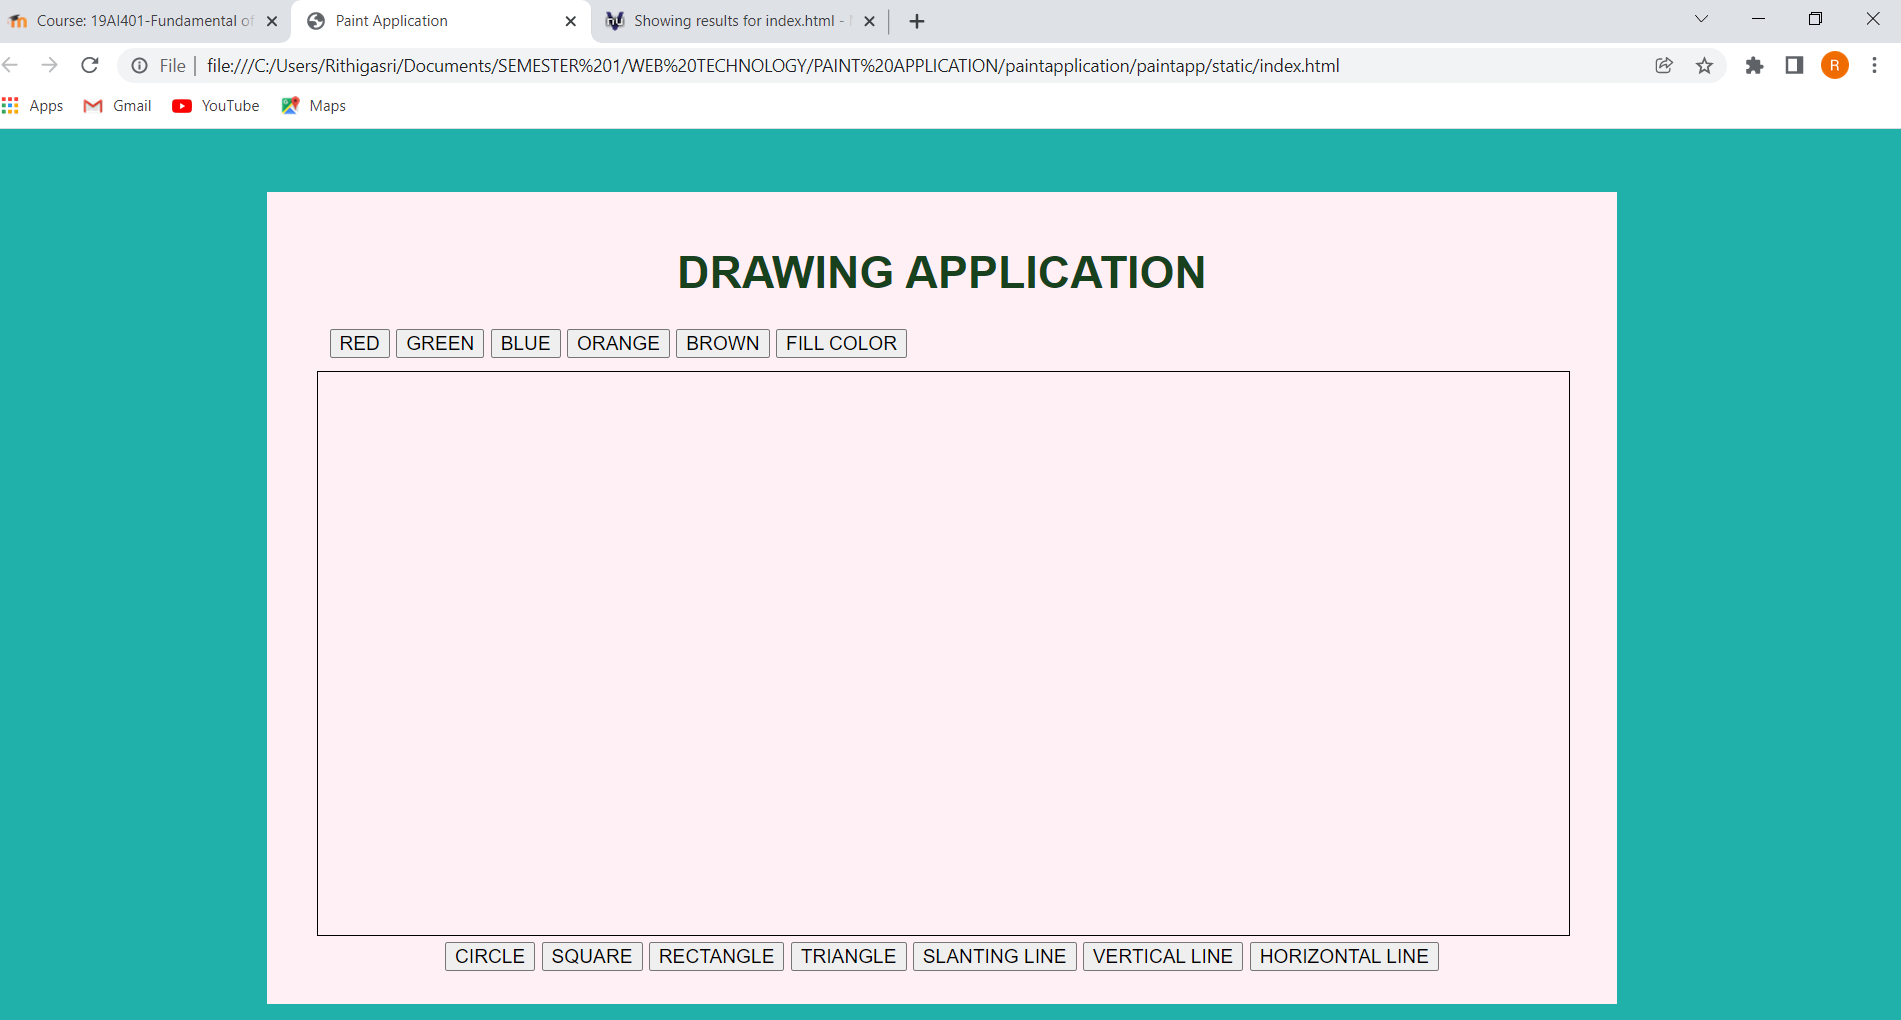 Course: 19AI401-Fundamental of
Paint Application
Showing results for index.html -
File
file:///C:/Users/Rithigasri/Documents/SEMESTER%201/WEB%20TECHNOLOGY/PAINT%20APPLICATION/paintapplication/paintapp/static/index.html
R
Apps
Gmail
YouTube
Maps
DRAWING APPLICATION
RED GREEN BLUE ORANGE BROWN FILL COLOR
CIRCLE SQUARE RECTANGLE TRIANGLE SLANTING LINE VERTICAL LINE HORIZONTAL LINE